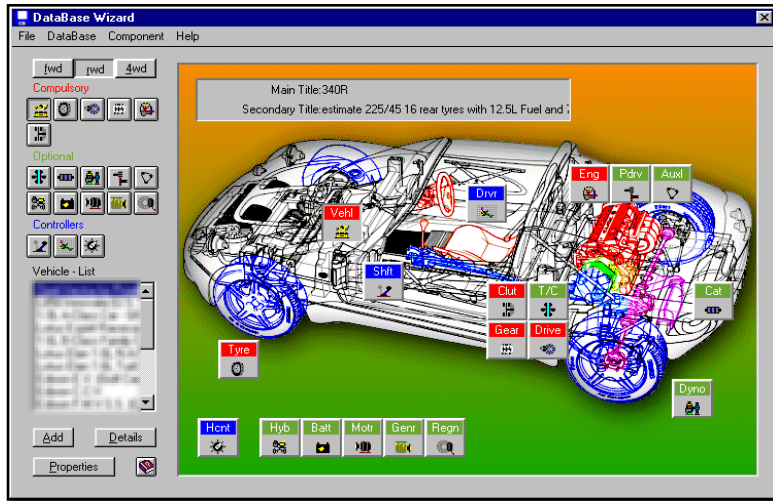 DataBase Wizard
File DataBase Component Help
fwd rwd 4wd
Compulsory
Optional
Controllers
Vehicle - List
Add Details
Properties
Main Title:340R
Secondary Title:estimate 225/45 16 rear tyres with 12.5L Fuel and
Eng Pdrv Auxl
Drvr
Vehl
Shft
Clut T/C
Cat
Gear Drive
Tyre
Dyno
Hcnt Hyb Batt Motr Genr Regn